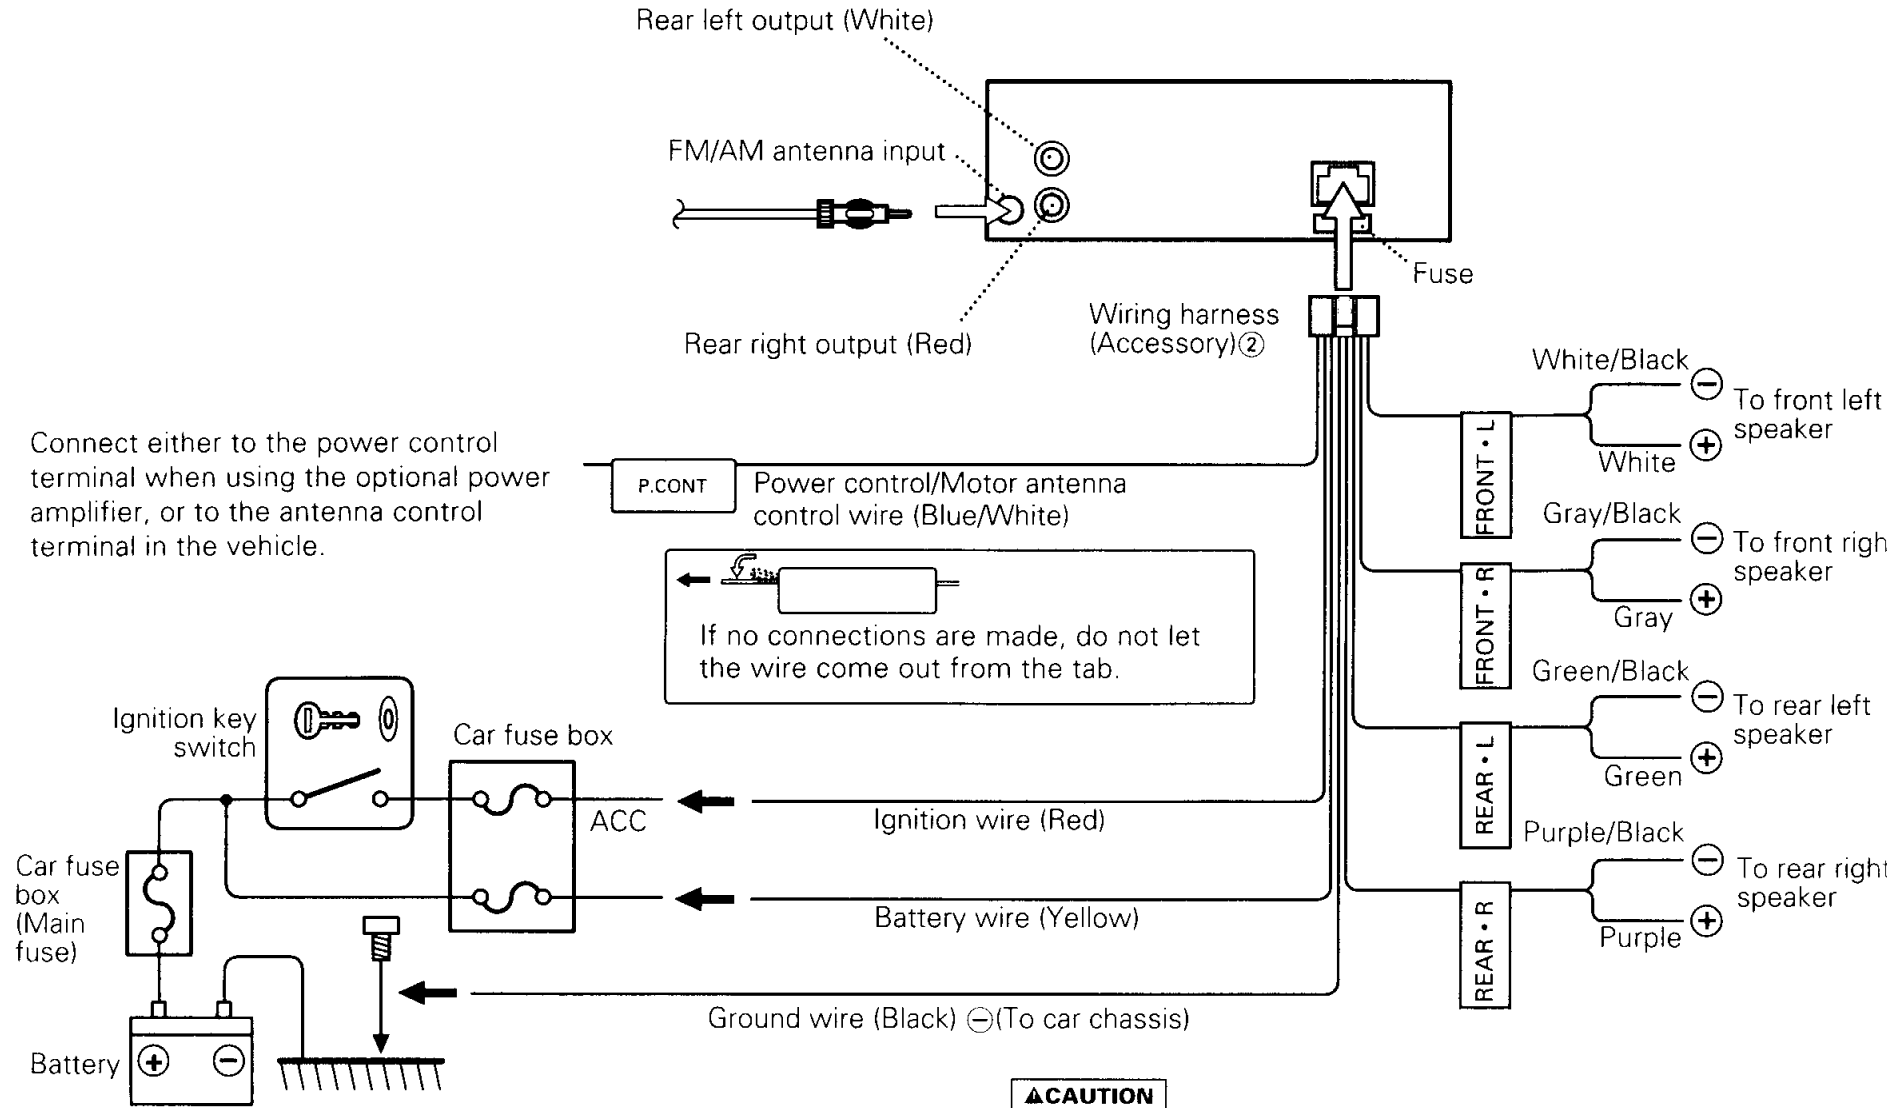 Rear left output (White)
FM/AM antenna input
Fuse
Wiring harness
(Accessory)②
Rear right output (Red)
White/Black
⊖
To front left
speaker
White
⊕
FRONT • L
Connect either to the power control
terminal when using the optional power
amplifier, or to the antenna control
terminal in the vehicle.
P.CONT
Power control/Motor antenna
control wire (Blue/White)
Gray/Black
⊖
To front righ
speaker
Gray
⊕
FRONT • R
If no connections are made, do not let
the wire come out from the tab.
Green/Black
⊖
To rear left
speaker
Green
⊕
REAR • L
Ignition key
switch
Car fuse box
ACC
Ignition wire (Red)
Purple/Black
⊖
To rear right
speaker
Purple
⊕
REAR • R
Car fuse
box
(Main
fuse)
Battery wire (Yellow)
Ground wire (Black) ⊖(To car chassis)
Battery
⊕
⊖
⚠CAUTION